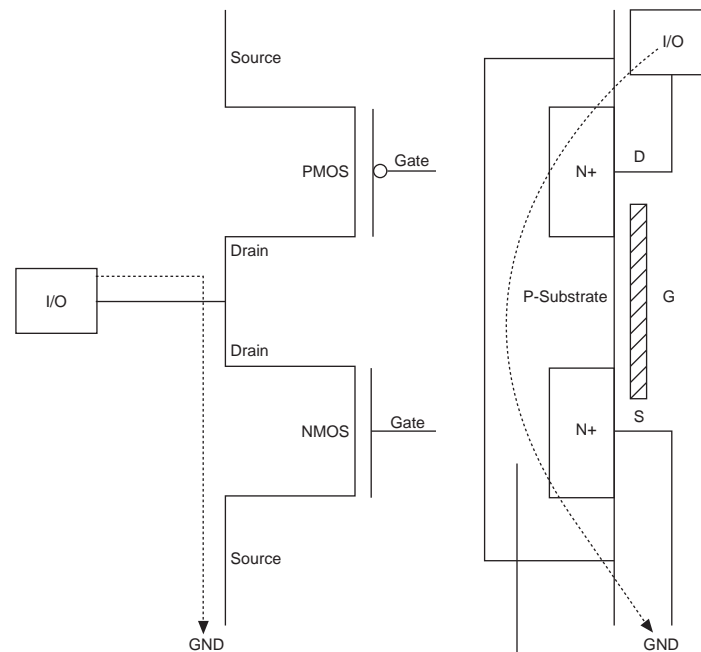 Source
PMOS
Gate
Drain
I/O
Drain
NMOS
Gate
Source
GND
I/O
D
N+
P-Substrate
G
S
N+
GND